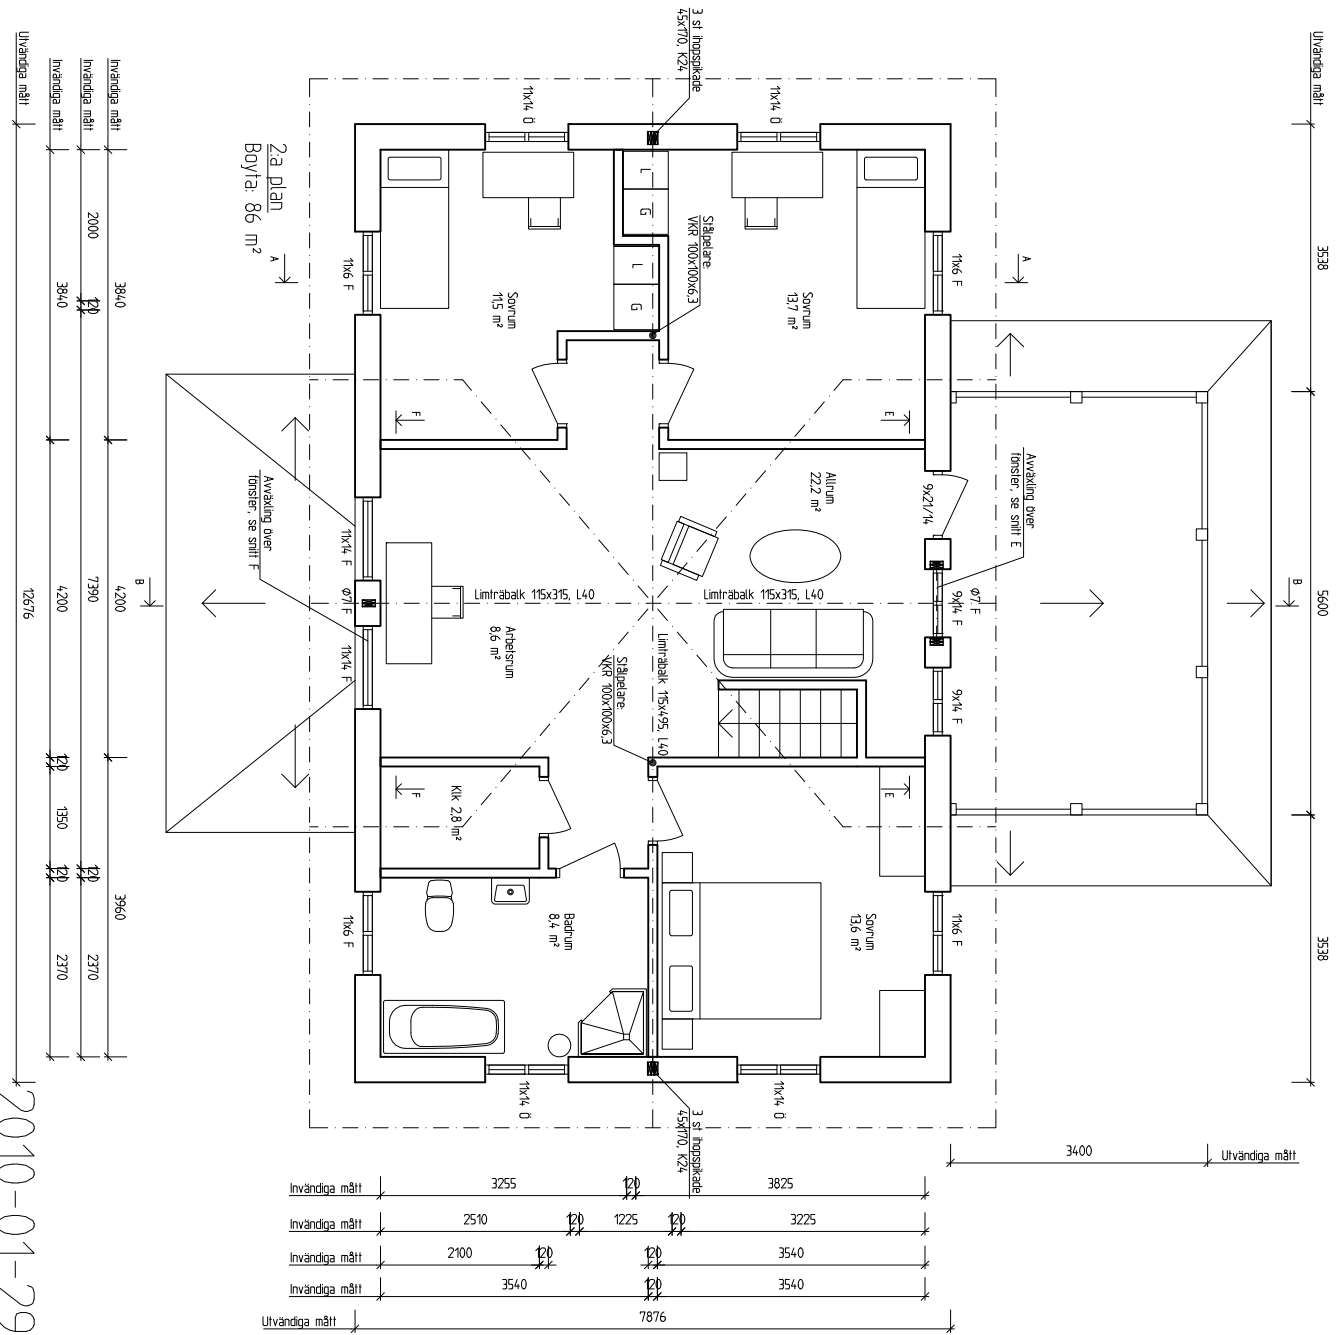 2:a plan
Boyta: 86 m²
Sovrum
11,5 m²
Sovrum
13,7 m²
Allrum
22,2 m²
Arbetsrum
8,6 m²
Klk 2,8 m²
Badrum
8,4 m²
Sovrum
13,6 m²
L
G
L
G
3 st ihopspikade
45x170, K24
3 st ihopspikade
45x170, K24
Stålpelare:
VKR 100x100x6,3
Stålpelare:
VKR 100x100x6,3
Limträbalk 115x315, L40
Limträbalk 115x315, L40
Limträbalk 115x495, L40
Avväxling över
fönster, se snitt E
Avväxling över
fönster, se snitt F
11x14 Ö
11x14 Ö
11x6 F
11x6 F
9x21/14
Ø7 F
9x14 F
9x14 F
11x14 F
Ø7 F
11x14 F
11x6 F
11x6 F
11x14 Ö
11x14 Ö
A
A
B
B
E
E
F
F
Utvändiga mått
3538
5600
3538
Utvändiga mått
12676
Invändiga mått
3840
4200
120
1350
120
2370
Invändiga mått
2000
120
7390
120
2370
Invändiga mått
3840
4200
3960
3400
Utvändiga mått
Invändiga mått
3255
120
3825
Invändiga mått
2510
120
1225
120
3225
Invändiga mått
2100
120
120
3540
Invändiga mått
3540
120
3540
Utvändiga mått
7876
2010-01-29